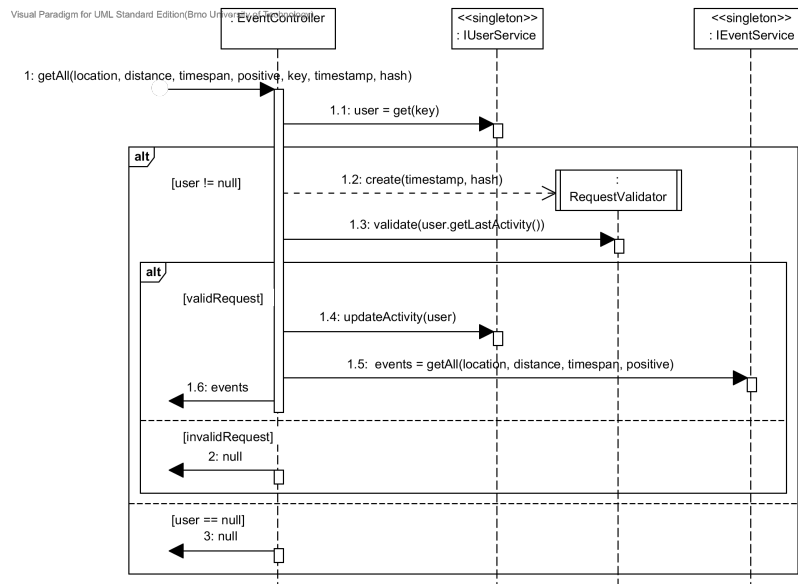 Visual Paradigm for UML Standard Edition(Brno University of Technology)
: EventController
<<singleton>>
: IUserService
<<singleton>>
: IEventService
1: getAll(location, distance, timespan, positive, key, timestamp, hash)
1.1: user = get(key)
alt
[user != null]
1.2: create(timestamp, hash)
:
RequestValidator
1.3: validate(user.getLastActivity())
alt
[validRequest]
1.4: updateActivity(user)
1.5: events = getAll(location, distance, timespan, positive)
1.6: events
[invalidRequest]
2: null
[user == null]
3: null